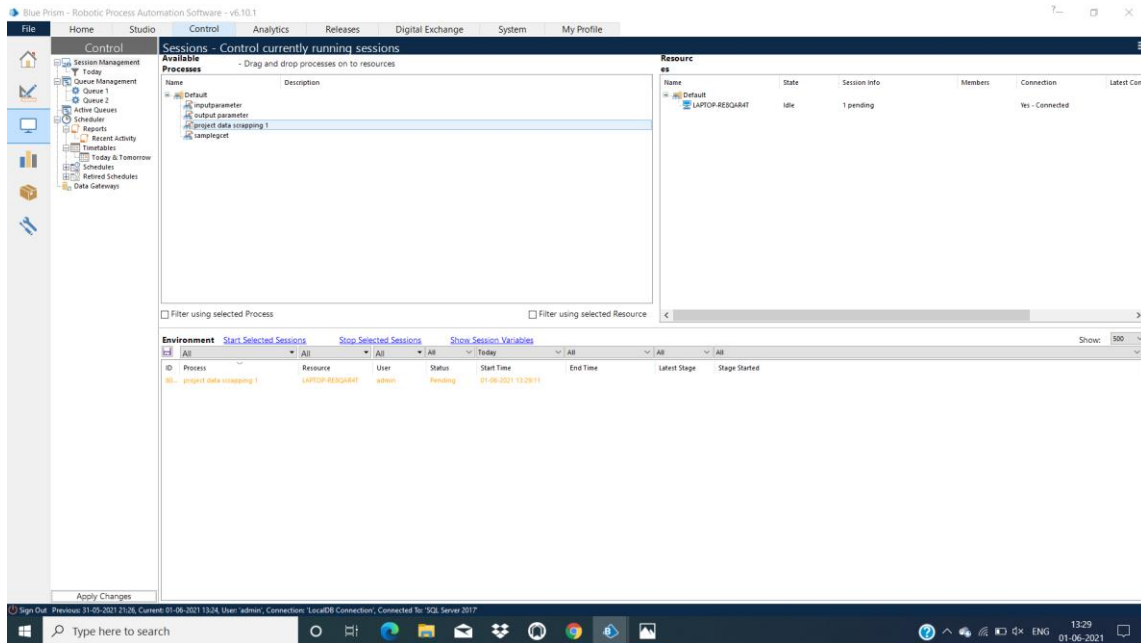 Blue Prism - Robotic Process Automation Software - v6.10.1
File Home Studio Control Analytics Releases Digital Exchange System My Profile
Control
Sessions - Control currently running sessions
Session Management
Today
Queue Management
Queue 1
Queue 2
Active Queues
Scheduler
Reports
Recent Activity
Timetables
Today & Tomorrow
Schedules
Retired Schedules
Data Gateways
Available
Processes
- Drag and drop processes on to resources
Name Description
Default
inputparameter
output parameter
project data scrapping 1
samplegcet
Filter using selected Process Filter using selected Resource
Resourc
es
Name State Session Info Members Connection Latest Con
Default
LAPTOP-RE8QAR4T Idle 1 pending Yes - Connected
Environment Start Selected Sessions Stop Selected Sessions Show Session Variables Show: 500
All All All All Today All All All
ID Process Resource User Status Start Time End Time Latest Stage Stage Started
project data scrapping 1 LAPTOP-RE8QAR4T admin Pending 01-06-2021 13:29:11
Apply Changes
Sign Out Previous: 31-05-2021 21:26, Current: 01-06-2021 13:24, User: 'admin', Connection: 'LocalDB Connection', Connected To: 'SQL Server 2017'
Type here to search
ENG
13:29
01-06-2021